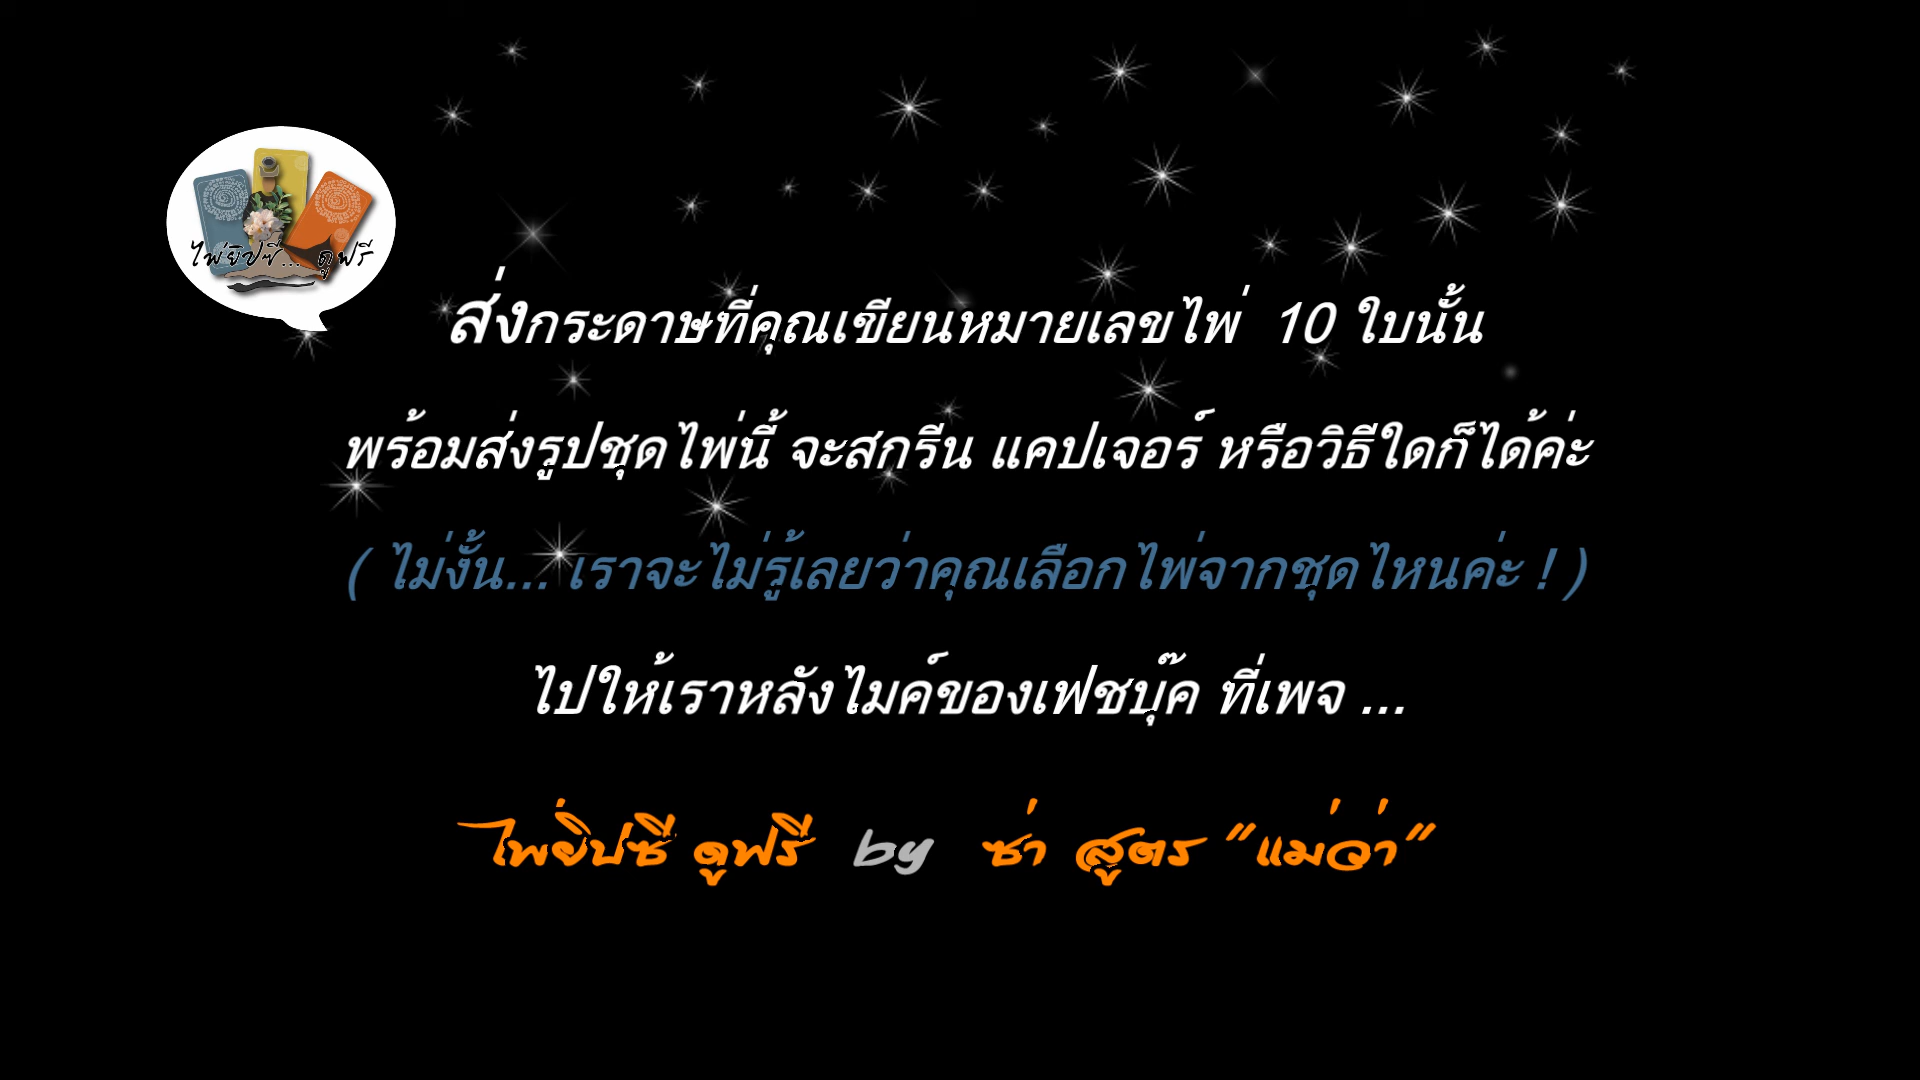 ไพ่ยิปซี... ดูฟรี
ส่งกระดาษที่คุณเขียนหมายเลขไพ่ 10 ใบนั้น
พร้อมส่งรูปชุดไพ่นี้ จะสกรีน แคปเจอร์ หรือวิธีใดก็ได้ค่ะ
( ไม่งั้น... เราจะไม่รู้เลยว่าคุณเลือกไพ่จากชุดไหนค่ะ ! )
ไปให้เราหลังไมค์ของเฟชบุ๊ค ที่เพจ ...
ไพ่ยิปซี ดูฟรี by ซ่า สูตร "แม่ว่า"